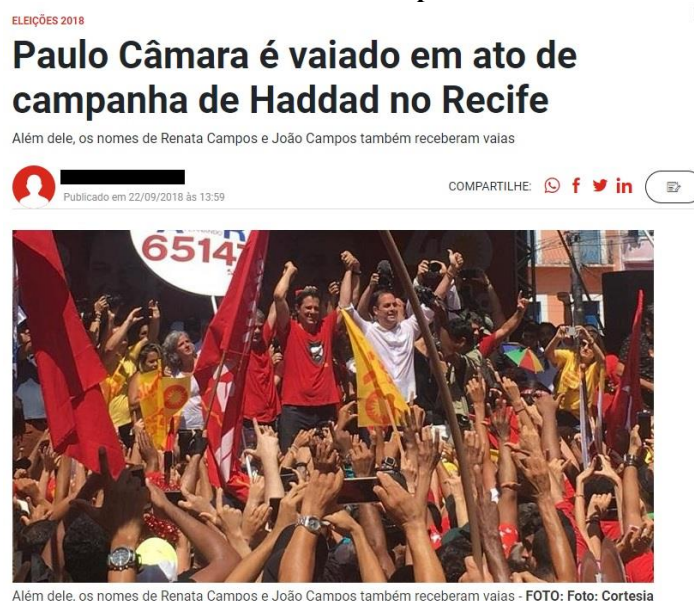 ELEIÇÕES 2018
Paulo Câmara é vaiado em ato de
campanha de Haddad no Recife
Além dele, os nomes de Renata Campos e João Campos também receberam vaias
Publicado em 22/09/2018 às 13:59
COMPARTILHE:
65147
Além dele, os nomes de Renata Campos e João Campos também receberam vaias - FOTO: Foto: Cortesia